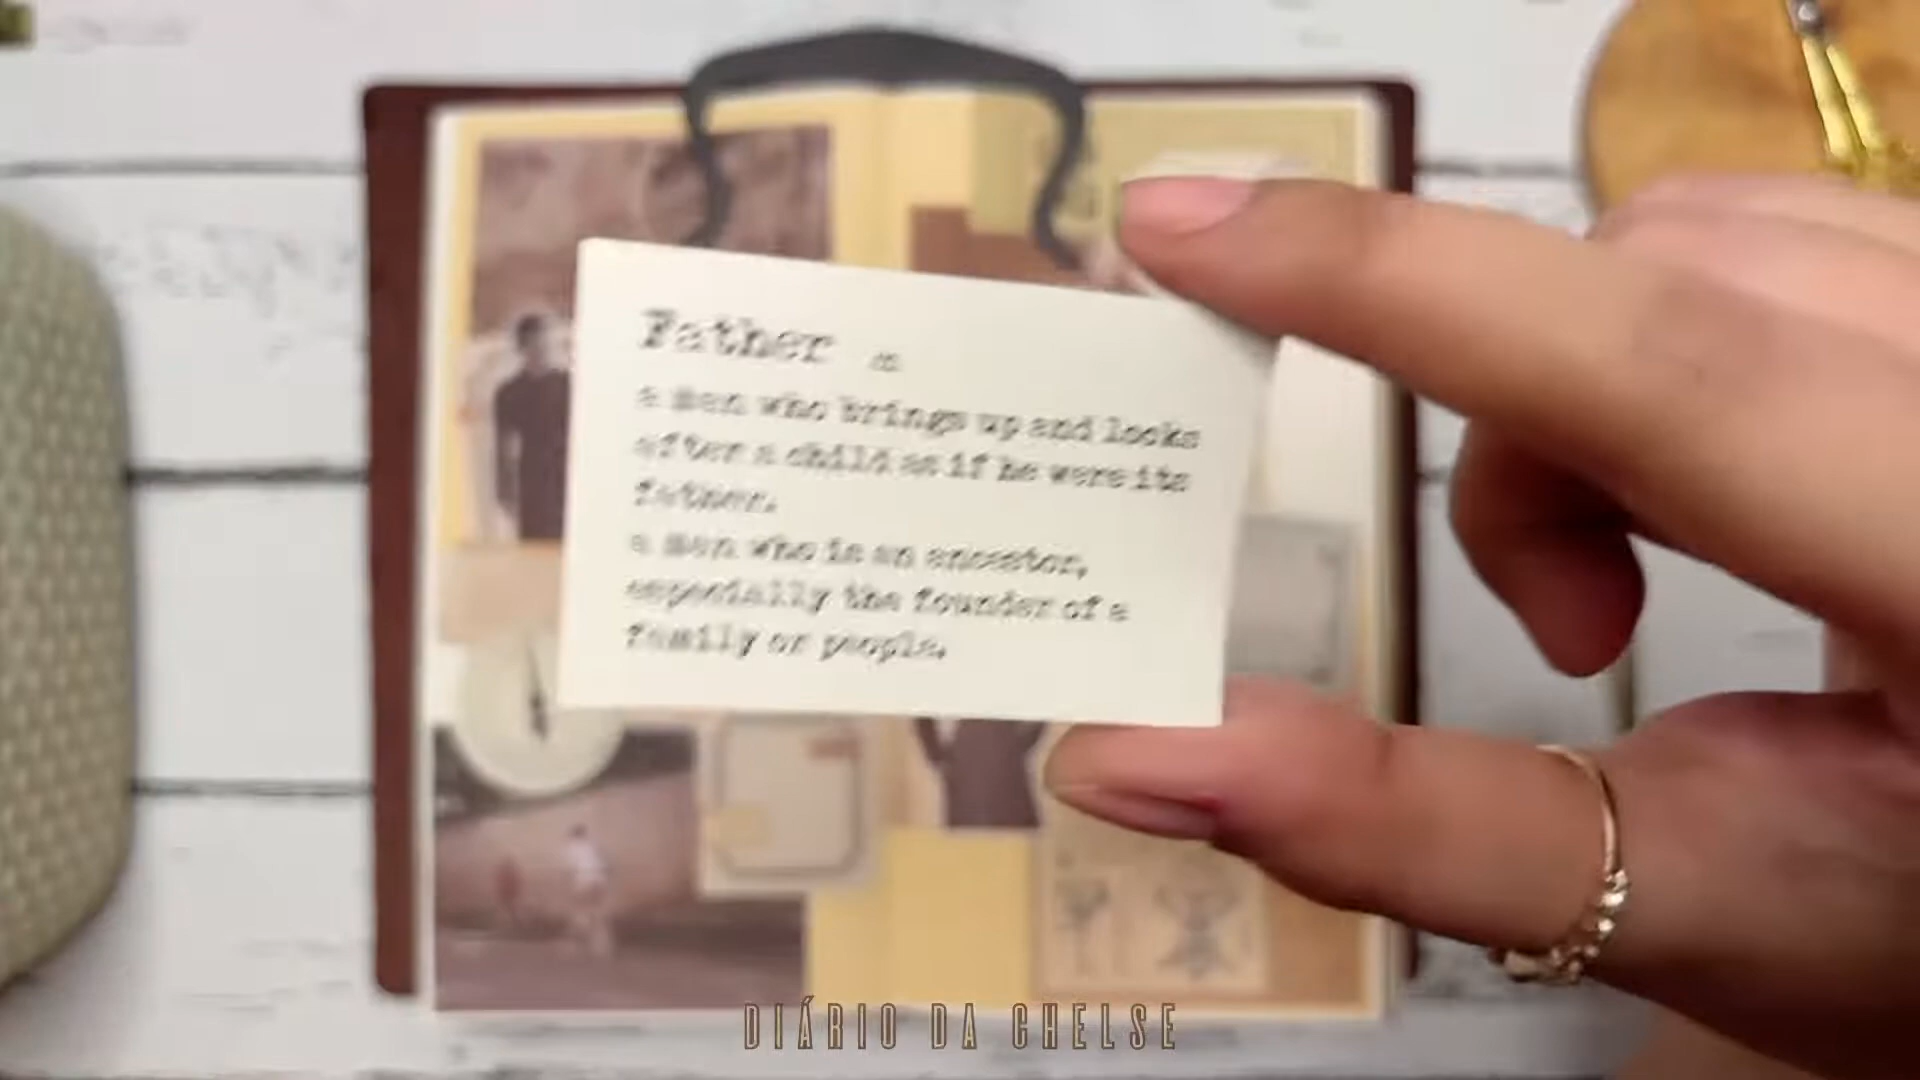 Father n
a man who brings up and looks
after a child as if he were its
father.
a man who is an ancestor,
especially the founder of a
family or people.
DIÁRIO DA CHELSE